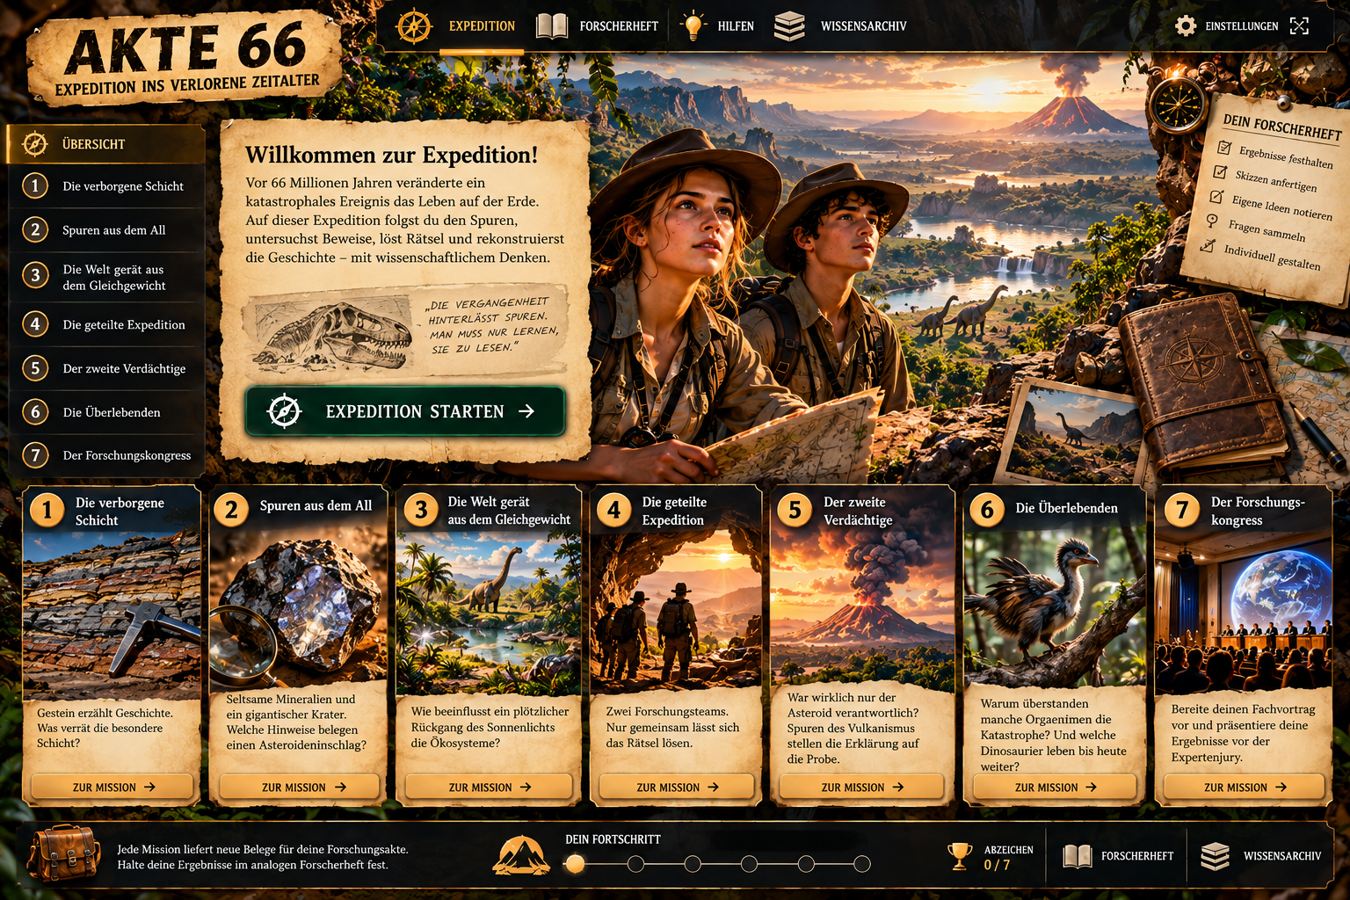 AKTE 66
EXPEDITION INS VERLORENE ZEITALTER
EXPEDITION
FORSCHERHEFT
HILFEN
WISSENSARCHIV
EINSTELLUNGEN
ÜBERSICHT
1 Die verborgene Schicht
2 Spuren aus dem All
3 Die Welt gerät aus
dem Gleichgewicht
4 Die geteilte Expedition
5 Der zweite Verdächtige
6 Die Überlebenden
7 Der Forschungskongress
Willkommen zur Expedition!
Vor 66 Millionen Jahren veränderte ein
katastrophales Ereignis das Leben auf der Erde.
Auf dieser Expedition folgst du den Spuren,
untersuchst Beweise, löst Rätsel und rekonstruierst
die Geschichte – mit wissenschaftlichem Denken.
„DIE VERGANGENHEIT
HINTERLÄSST SPUREN.
MAN MUSS NUR LERNEN,
SIE ZU LESEN.“
EXPEDITION STARTEN →
DEIN FORSCHERHEFT
Ergebnisse festhalten
Skizzen anfertigen
Eigene Ideen notieren
Fragen sammeln
Individuell gestalten
1 Die verborgene
Schicht
Gestein erzählt Geschichte.
Was verrät die besondere
Schicht?
ZUR MISSION →
2 Spuren aus dem All
Seltsame Mineralien und
ein gigantischer Krater.
Welche Hinweise belegen
einen Asteroideninschlag?
ZUR MISSION →
3 Die Welt gerät
aus dem Gleichgewicht
Wie beeinflusst ein plötzlicher
Rückgang des Sonnenlichts
die Ökosysteme?
ZUR MISSION →
4 Die geteilte
Expedition
Zwei Forschungsteams.
Nur gemeinsam lässt sich
das Rätsel lösen.
ZUR MISSION →
5 Der zweite
Verdächtige
War wirklich nur der
Asteroid verantwortlich?
Spuren des Vulkanismus
stellen die Erklärung auf
die Probe.
ZUR MISSION →
6 Die Überlebenden
Warum überstanden
manche Orgaenimen die
Katastrophe? Und welche
Dinosaurier leben bis heute
weiter?
ZUR MISSION →
7 Der Forschungs-
kongress
Bereite deinen Fachvortrag
vor und präsentiere deine
Ergebnisse vor der
Expertenjury.
ZUR MISSION →
Jede Mission liefert neue Belege für deine Forschungsakte.
Halte deine Ergebnisse im analogen Forscherheft fest.
DEIN FORTSCHRITT
ABZEICHEN
0 / 7
FORSCHERHEFT
WISSENSARCHIV